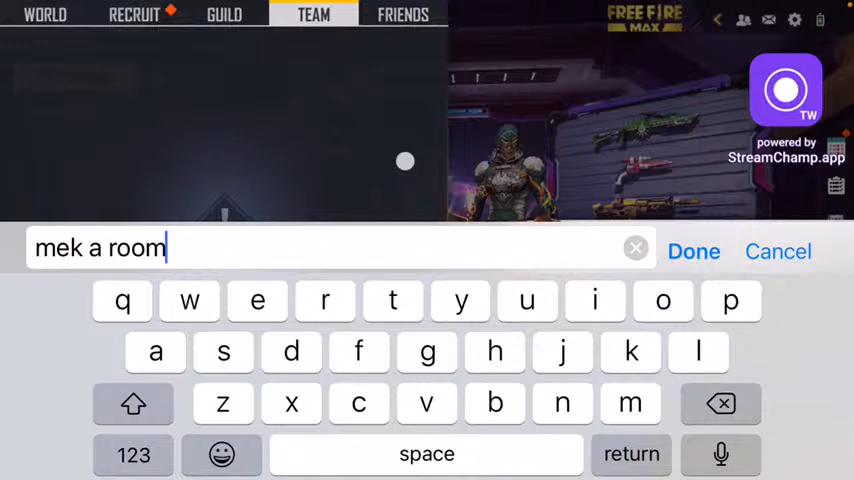 WORLD RECRUIT GUILD TEAM FRIENDS
FREE FIRE
MAX
TW
powered by
StreamChamp.app
mek a room
Done Cancel
q w e r t y u i o p
a s d f g h j k l
z x c v b n m
123 space return